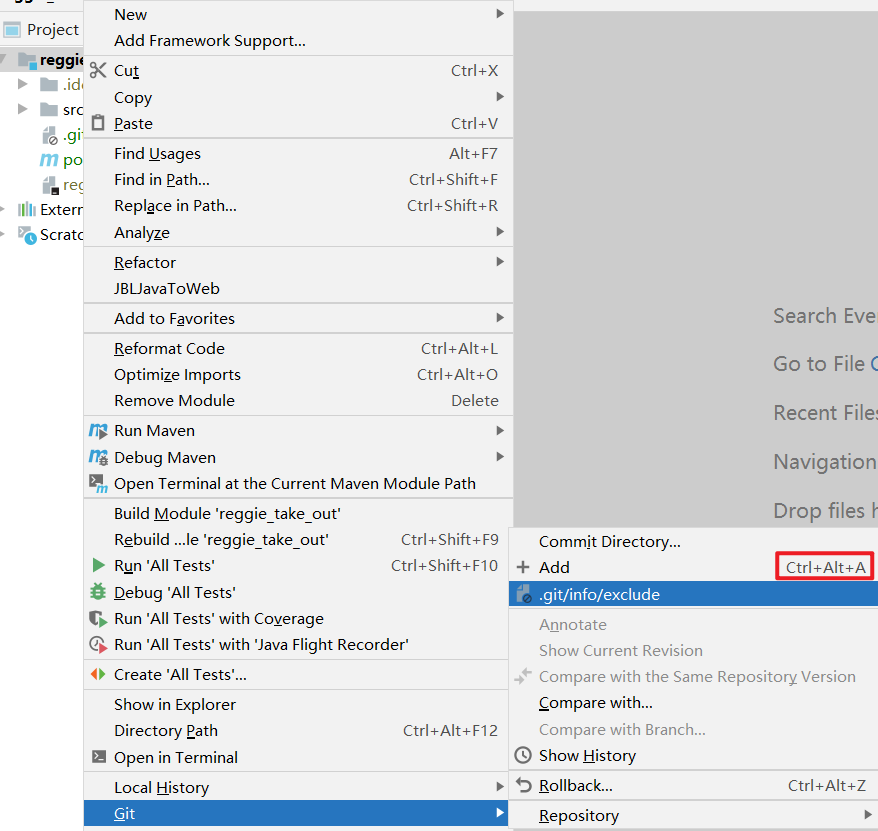 Project
reggie
.ide
src
.git
m po
reg
Extern
Scratc
New
Add Framework Support...
Cut Ctrl+X
Copy
Paste Ctrl+V
Find Usages Alt+F7
Find in Path... Ctrl+Shift+F
Replace in Path... Ctrl+Shift+R
Analyze
Refactor
JBLJavaToWeb
Add to Favorites
Reformat Code Ctrl+Alt+L
Optimize Imports Ctrl+Alt+O
Remove Module Delete
Run Maven
Debug Maven
Open Terminal at the Current Maven Module Path
Build Module 'reggie_take_out'
Rebuild ...le 'reggie_take_out' Ctrl+Shift+F9
Run 'All Tests' Ctrl+Shift+F10
Debug 'All Tests'
Run 'All Tests' with Coverage
Run 'All Tests' with 'Java Flight Recorder'
Create 'All Tests'...
Show in Explorer
Directory Path Ctrl+Alt+F12
Open in Terminal
Local History
Git
Search Eve
Go to File C
Recent Files
Navigation
Drop files h
Commit Directory...
Add Ctrl+Alt+A
.git/info/exclude
Annotate
Show Current Revision
Compare with the Same Repository Version
Compare with...
Compare with Branch...
Show History
Rollback... Ctrl+Alt+Z
Repository